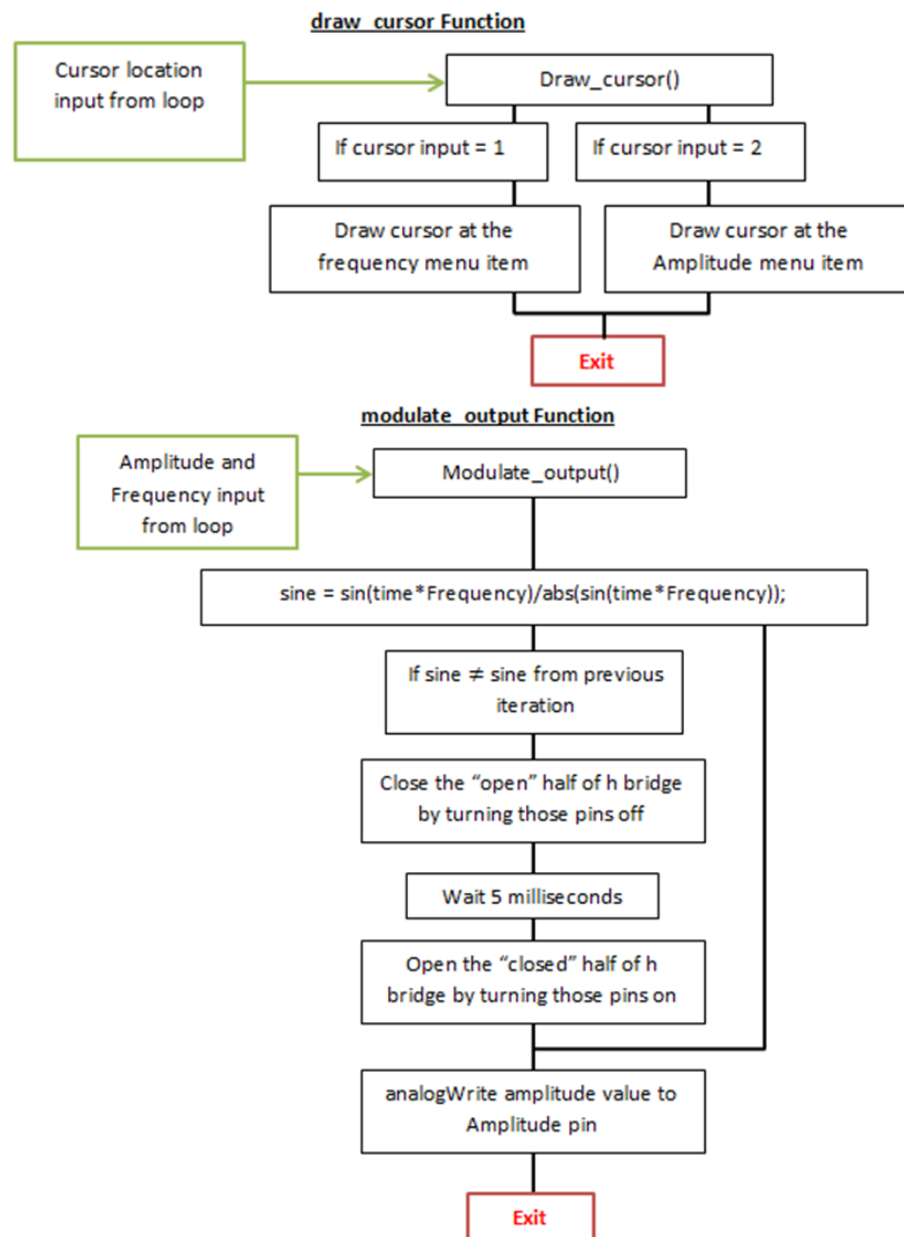 draw_cursor Function
Cursor location
input from loop
Draw_cursor()
If cursor input = 1
If cursor input = 2
Draw cursor at the
frequency menu item
Draw cursor at the
Amplitude menu item
Exit
modulate_output Function
Amplitude and
Frequency input
from loop
Modulate_output()
sine = sin(time*Frequency)/abs(sin(time*Frequency));
If sine ≠ sine from previous
iteration
Close the “open” half of h bridge
by turning those pins off
Wait 5 milliseconds
Open the “closed” half of h
bridge by turning those pins on
analogWrite amplitude value to
Amplitude pin
Exit